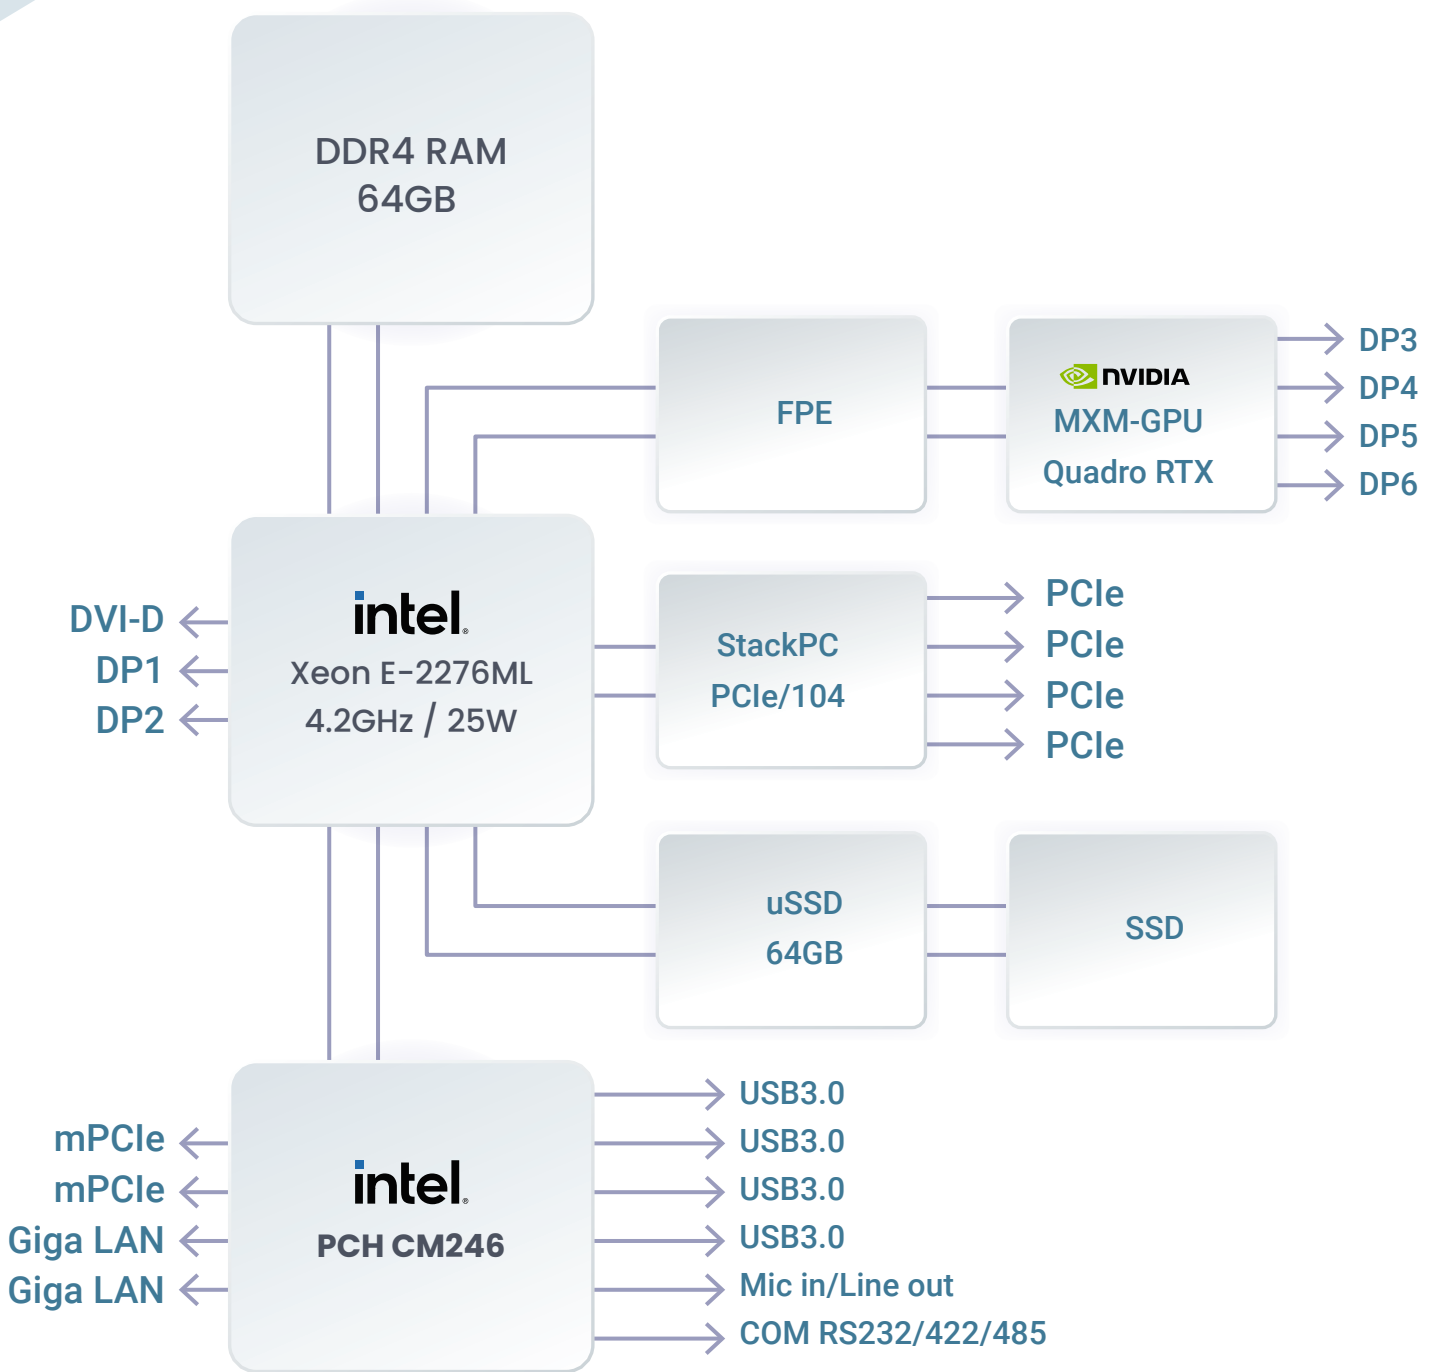 DDR4 RAM
64GB
FPE
NVIDIA
MXM-GPU
Quadro RTX
DP3
DP4
DP5
DP6
DVI-D
DP1
DP2
intel®
Xeon E-2276ML
4.2GHz / 25W
StackPC
PCIe/104
PCIe
PCIe
PCIe
PCIe
uSSD
64GB
SSD
mPCIe
mPCIe
Giga LAN
Giga LAN
intel®
PCH CM246
USB3.0
USB3.0
USB3.0
USB3.0
Mic in/Line out
COM RS232/422/485